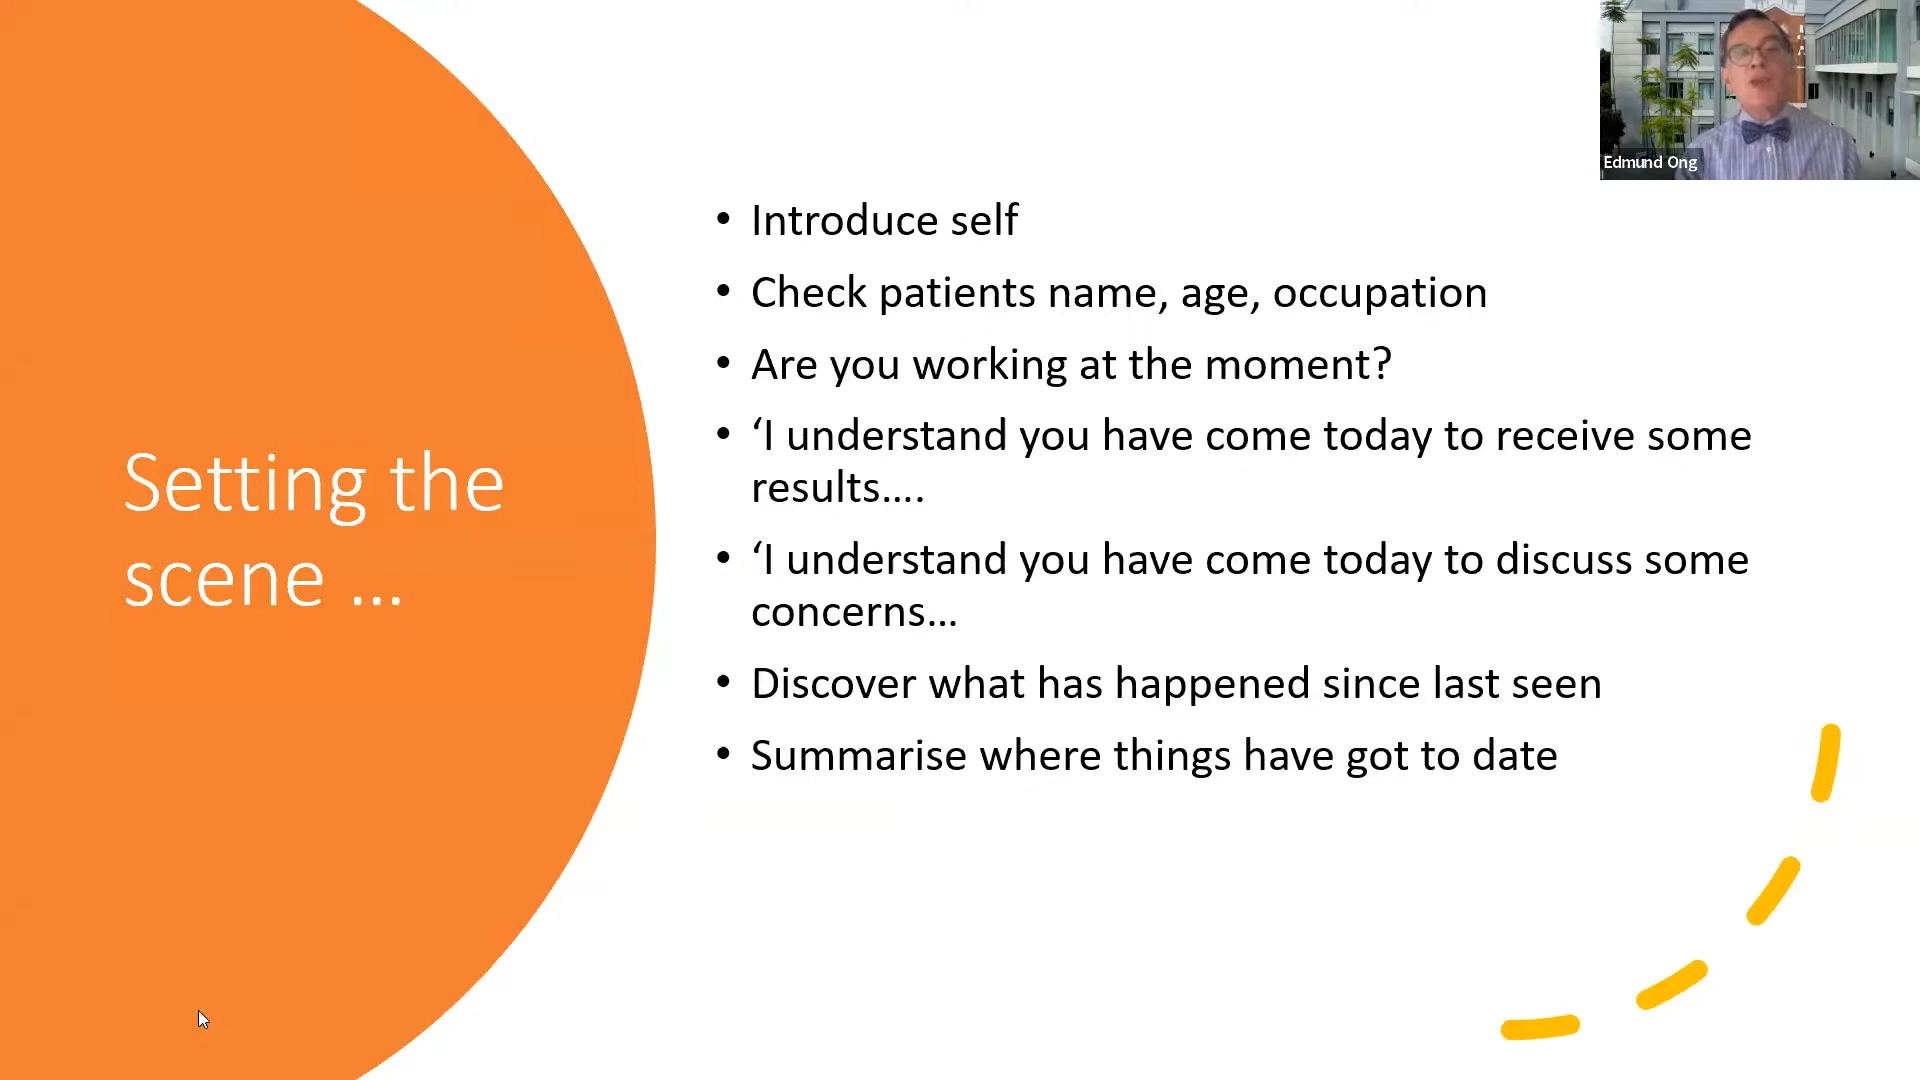 Edmund Ong
Setting the
scene ...
• Introduce self
• Check patients name, age, occupation
• Are you working at the moment?
• ‘I understand you have come today to receive some
results....
• ‘I understand you have come today to discuss some
concerns...
• Discover what has happened since last seen
• Summarise where things have got to date